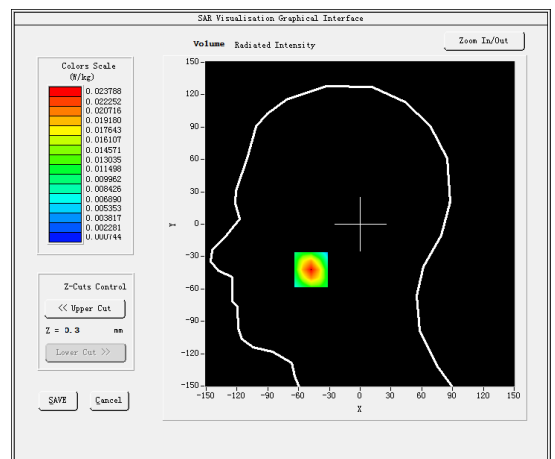 SAR Visualisation Graphical Interface
Volume Radiated Intensity
Zoom In/Out
Colors Scale
(W/kg)
0.023788
0.022252
0.020716
0.019180
0.017643
0.016107
0.014571
0.013035
0.011498
0.009962
0.008426
0.006890
0.005353
0.003817
0.002281
0.000744
Z-Cuts Control
<< Upper Cut
Z = 0.3 mm
Lower Cut >>
SAVE
Cancel
150
120
90
60
30
0
-30
-60
-90
-120
-150
Y
-150 -120 -90 -60 -30 0 30 60 90 120 150
X